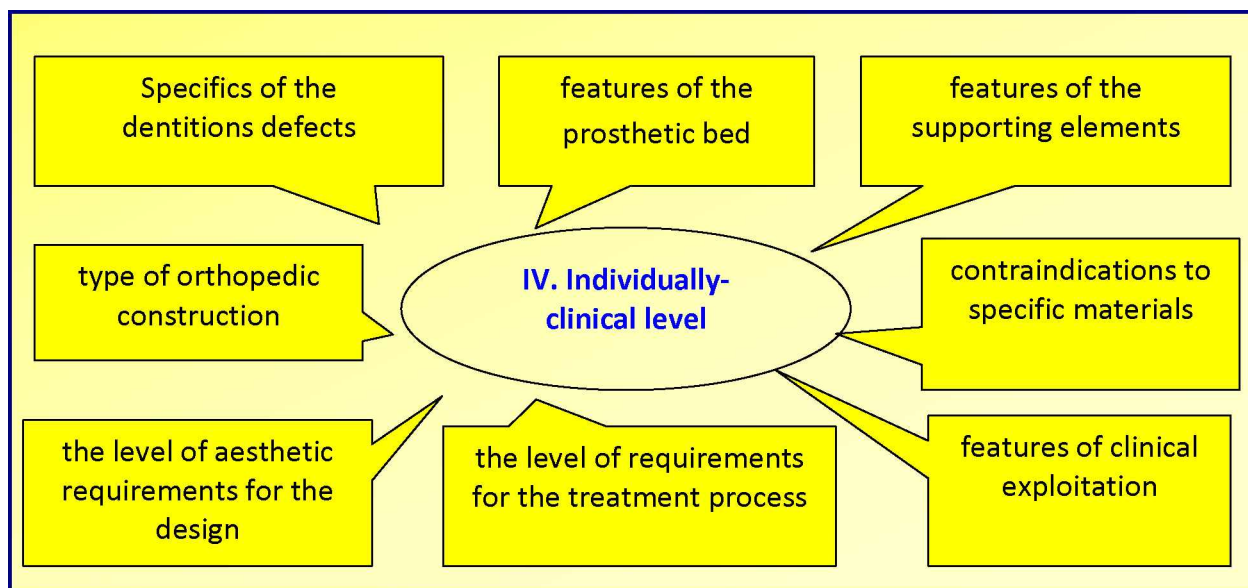 Specifics of the
dentitions defects
features of the
prosthetic bed
features of the
supporting elements
type of orthopedic
construction
IV. Individually-
clinical level
contraindications to
specific materials
the level of aesthetic
requirements for the
design
the level of requirements
for the treatment process
features of clinical
exploitation